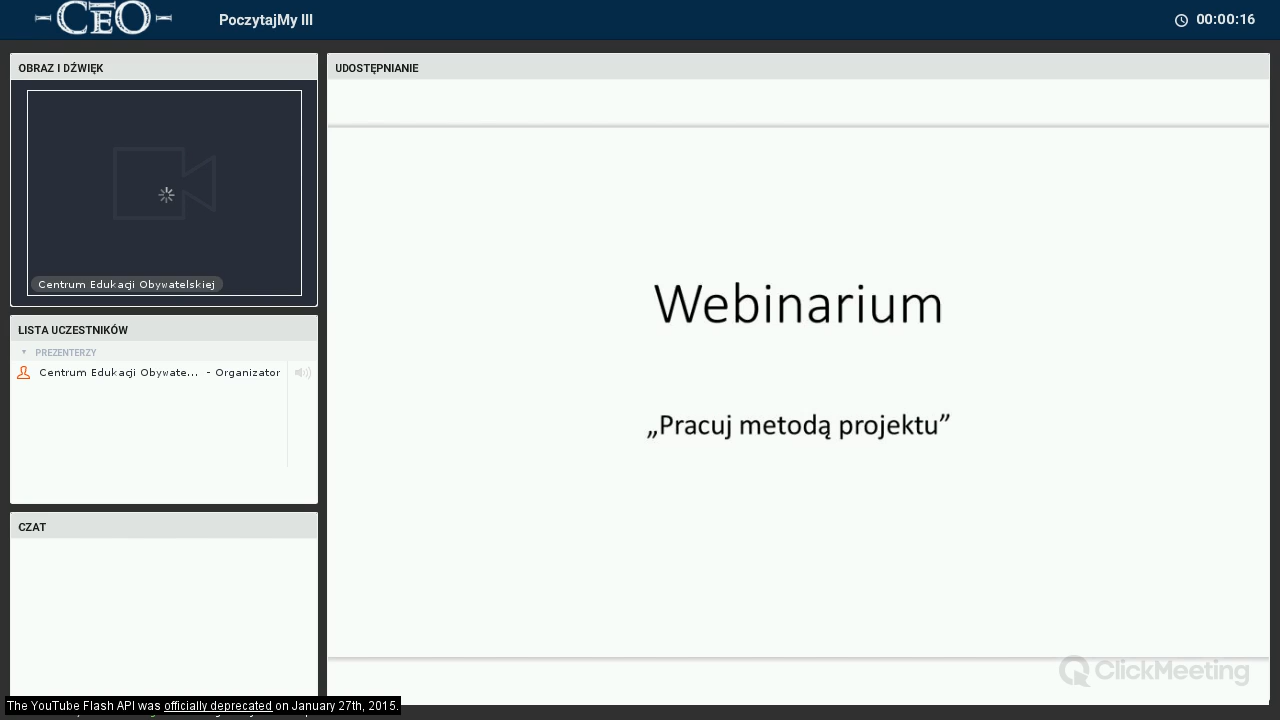 CEO
PoczytajMy III
00:00:16
OBRAZ I DŹWIĘK
Centrum Edukacji Obywatelskiej
LISTA UCZESTNIKÓW
PREZENTERZY
Centrum Edukacji Obywate... - Organizator
CZAT
UDOSTĘPNIANIE
Webinarium
„Pracuj metodą projektu”
ClickMeeting
The YouTube Flash API was officially deprecated on January 27th, 2015.